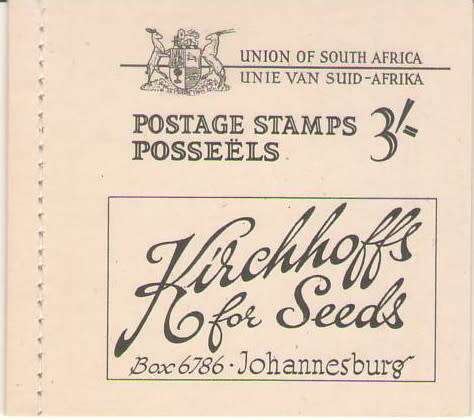 UNION OF SOUTH AFRICA
UNIE VAN SUID-AFRIKA
POSTAGE STAMPS 3/-
POSSEËLS
Kirchhoffs
for Seeds
Box 6786 · Johannesburg